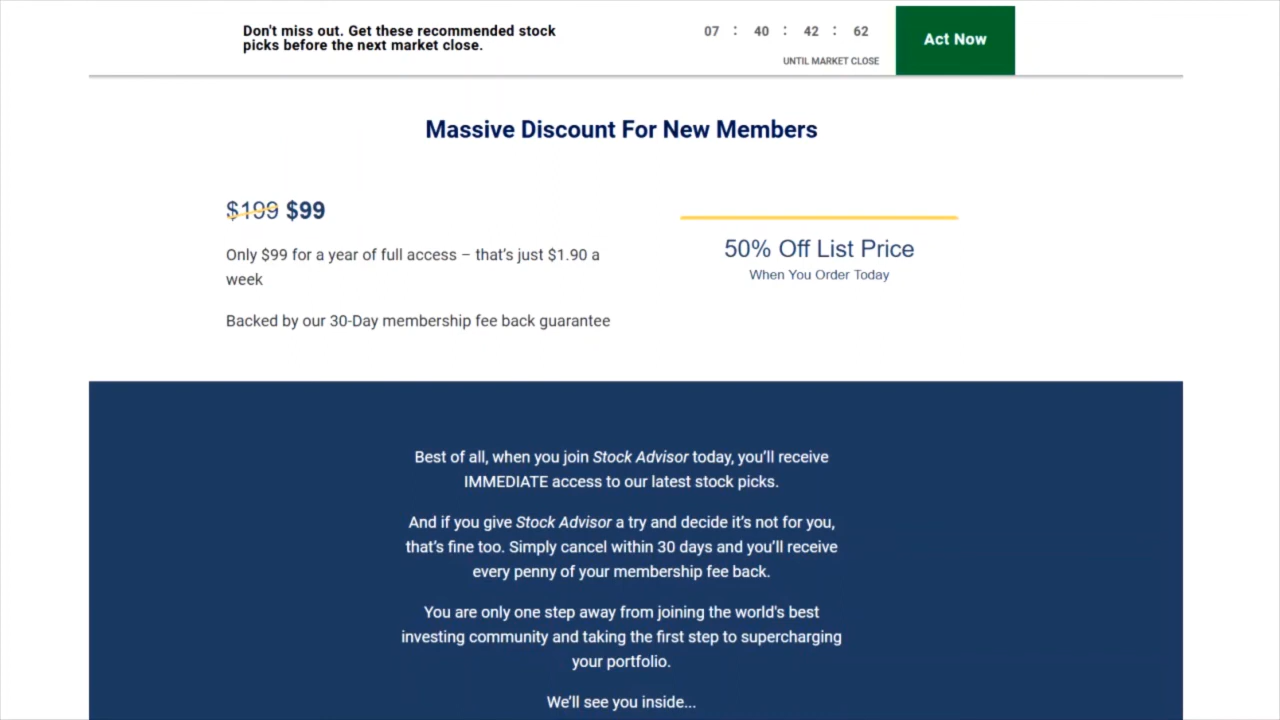 Don't miss out. Get these recommended stock
picks before the next market close.
07 : 40 : 42 : 62
UNTIL MARKET CLOSE
Act Now
Massive Discount For New Members
$199 $99
Only $99 for a year of full access – that's just $1.90 a
week
Backed by our 30-Day membership fee back guarantee
50% Off List Price
When You Order Today
Best of all, when you join Stock Advisor today, you'll receive
IMMEDIATE access to our latest stock picks.
And if you give Stock Advisor a try and decide it's not for you,
that's fine too. Simply cancel within 30 days and you'll receive
every penny of your membership fee back.
You are only one step away from joining the world's best
investing community and taking the first step to supercharging
your portfolio.
We'll see you inside...